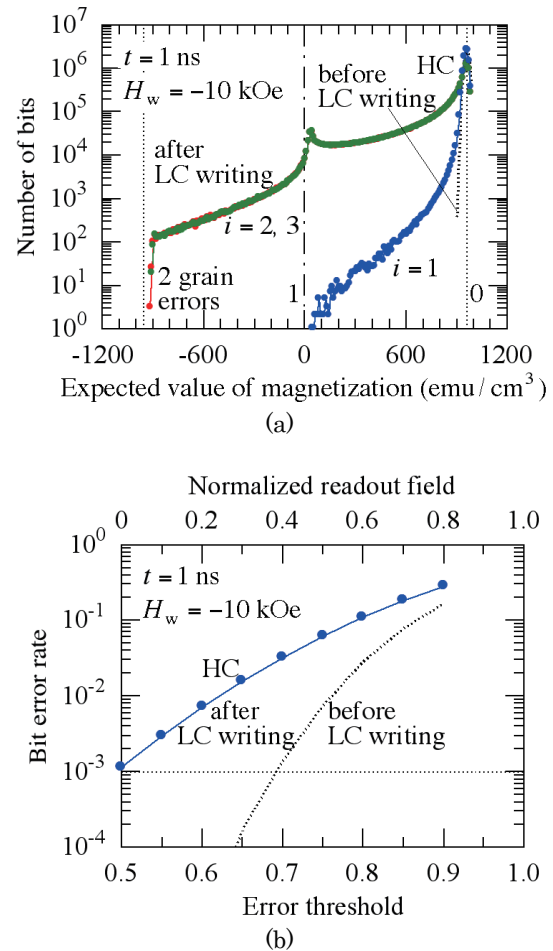 10^7
10^6
10^5
10^4
10^3
10^2
10^1
10^0
Number of bits
t = 1 ns
H_w = −10 kOe
before
LC writing
HC
after
LC writing
i = 2, 3
i = 1
2 grain
errors
1
0
-1200 -600 0 600 1200
Expected value of magnetization (emu / cm^3)
(a)
Normalized readout field
0 0.2 0.4 0.6 0.8 1.0
10^0
10^-1
10^-2
10^-3
10^-4
Bit error rate
t = 1 ns
H_w = −10 kOe
HC
after
LC writing
before
LC writing
0.5 0.6 0.7 0.8 0.9 1.0
Error threshold
(b)